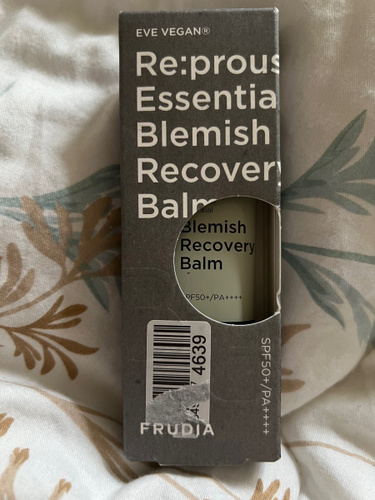 EVE VEGAN®
Re:prous
Essentia
Blemish
Recovery
Balm
Blemish
Recovery
Balm
SPF50+/PA++++
4639
SPF50+/PA++++
FRUDIA